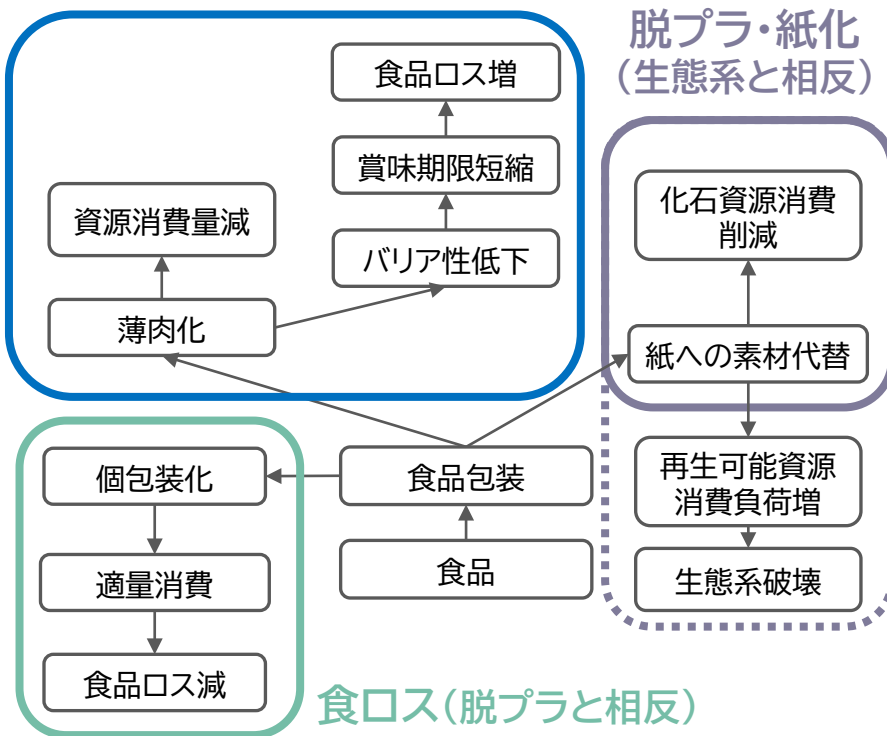 脱プラ・紙化
（生態系と相反）
食品ロス増
賞味期限短縮
資源消費量減
バリア性低下
薄肉化
化石資源消費
削減
紙への素材代替
個包装化
食品包装
再生可能資源
消費負荷増
適量消費
食品
生態系破壊
食品ロス減
食ロス（脱プラと相反）